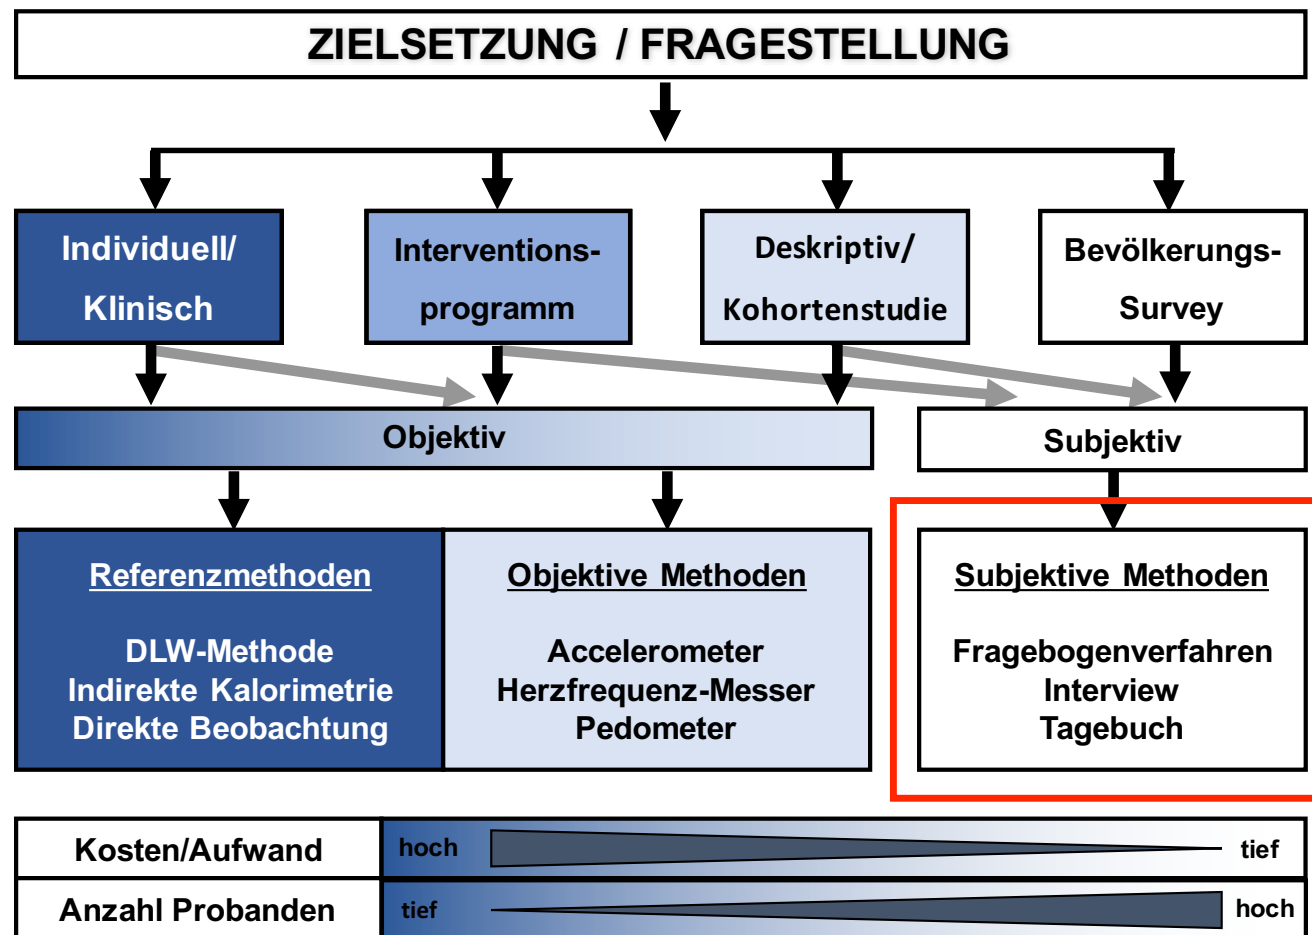 ZIELSETZUNG / FRAGESTELLUNG
Individuell/
Klinisch
Interventions-
programm
Deskriptiv/
Kohortenstudie
Bevölkerungs-
Survey
Objektiv
Subjektiv
Referenzmethoden
DLW-Methode
Indirekte Kalorimetrie
Direkte Beobachtung
Objektive Methoden
Accelerometer
Herzfrequenz-Messer
Pedometer
Subjektive Methoden
Fragebogenverfahren
Interview
Tagebuch
Kosten/Aufwand
hoch
tief
Anzahl Probanden
tief
hoch